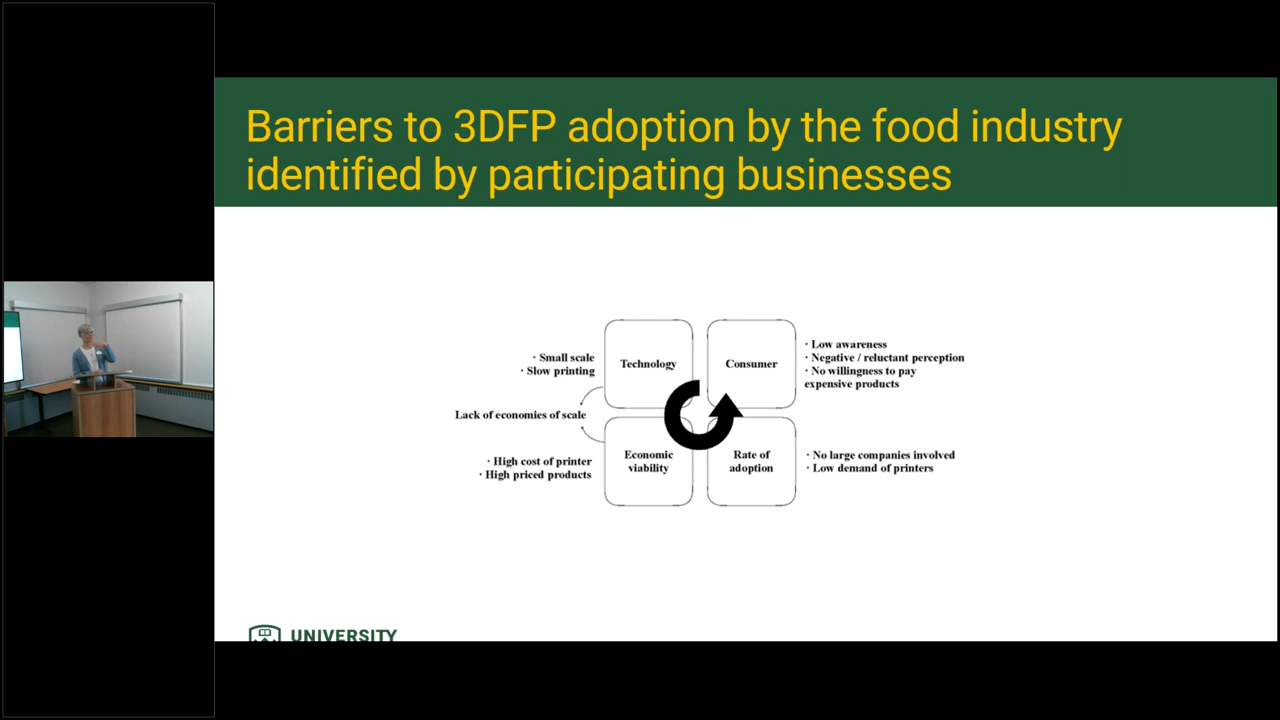 Barriers to 3DFP adoption by the food industry
identified by participating businesses
· Small scale
· Slow printing
Technology
Consumer
· Low awareness
· Negative / reluctant perception
· No willingness to pay
expensive products
Lack of economies of scale
· High cost of printer
· High priced products
Economic
viability
Rate of
adoption
· No large companies involved
· Low demand of printers
UNIVERSITY